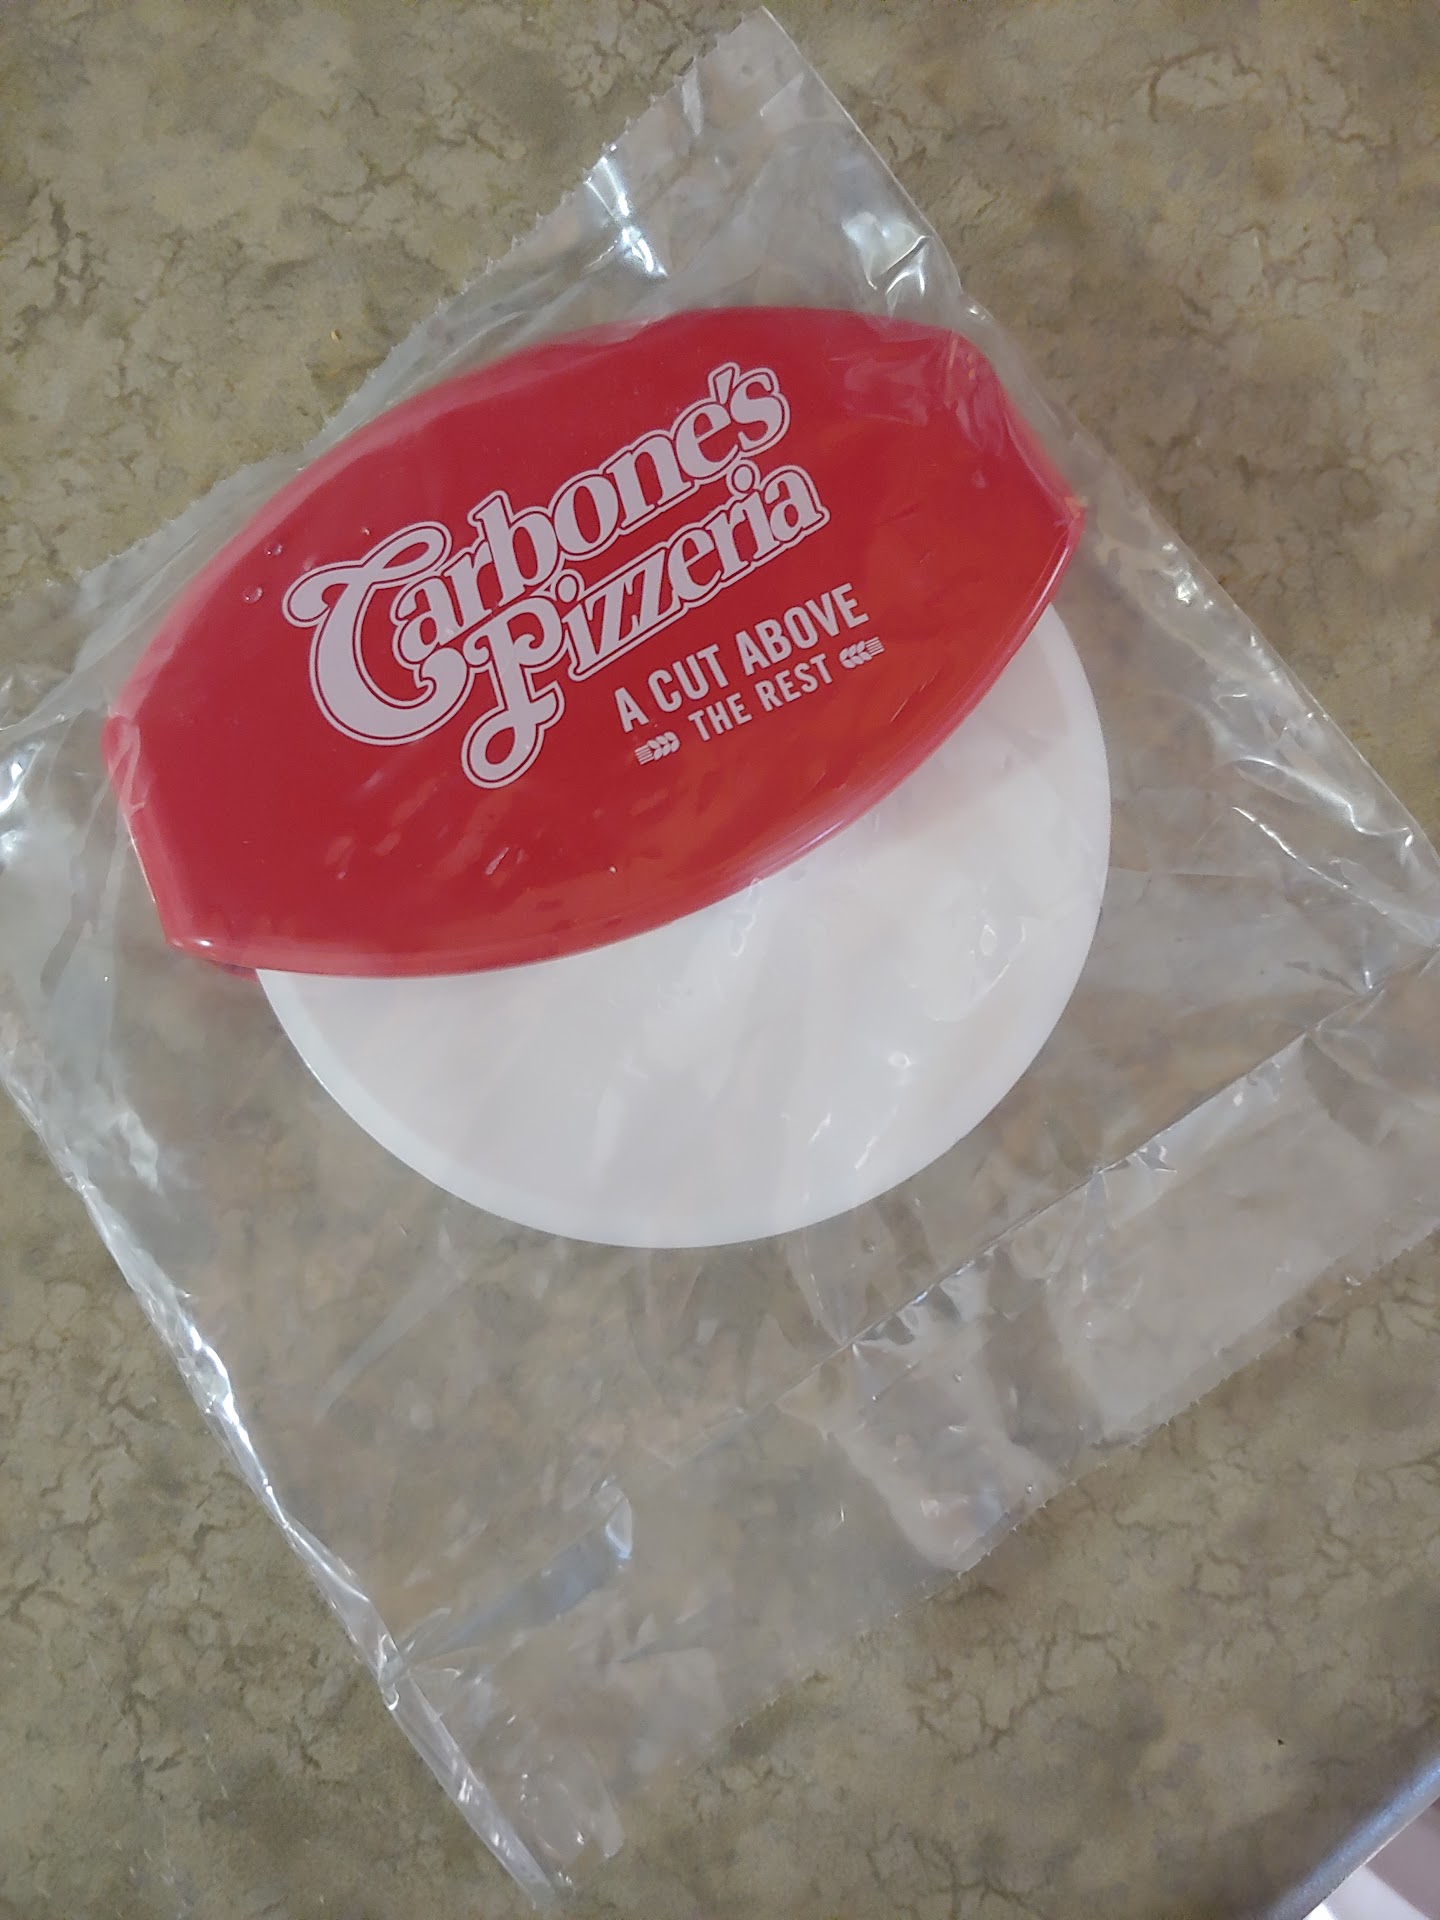 Carbone's
Pizzeria
A CUT ABOVE
THE REST